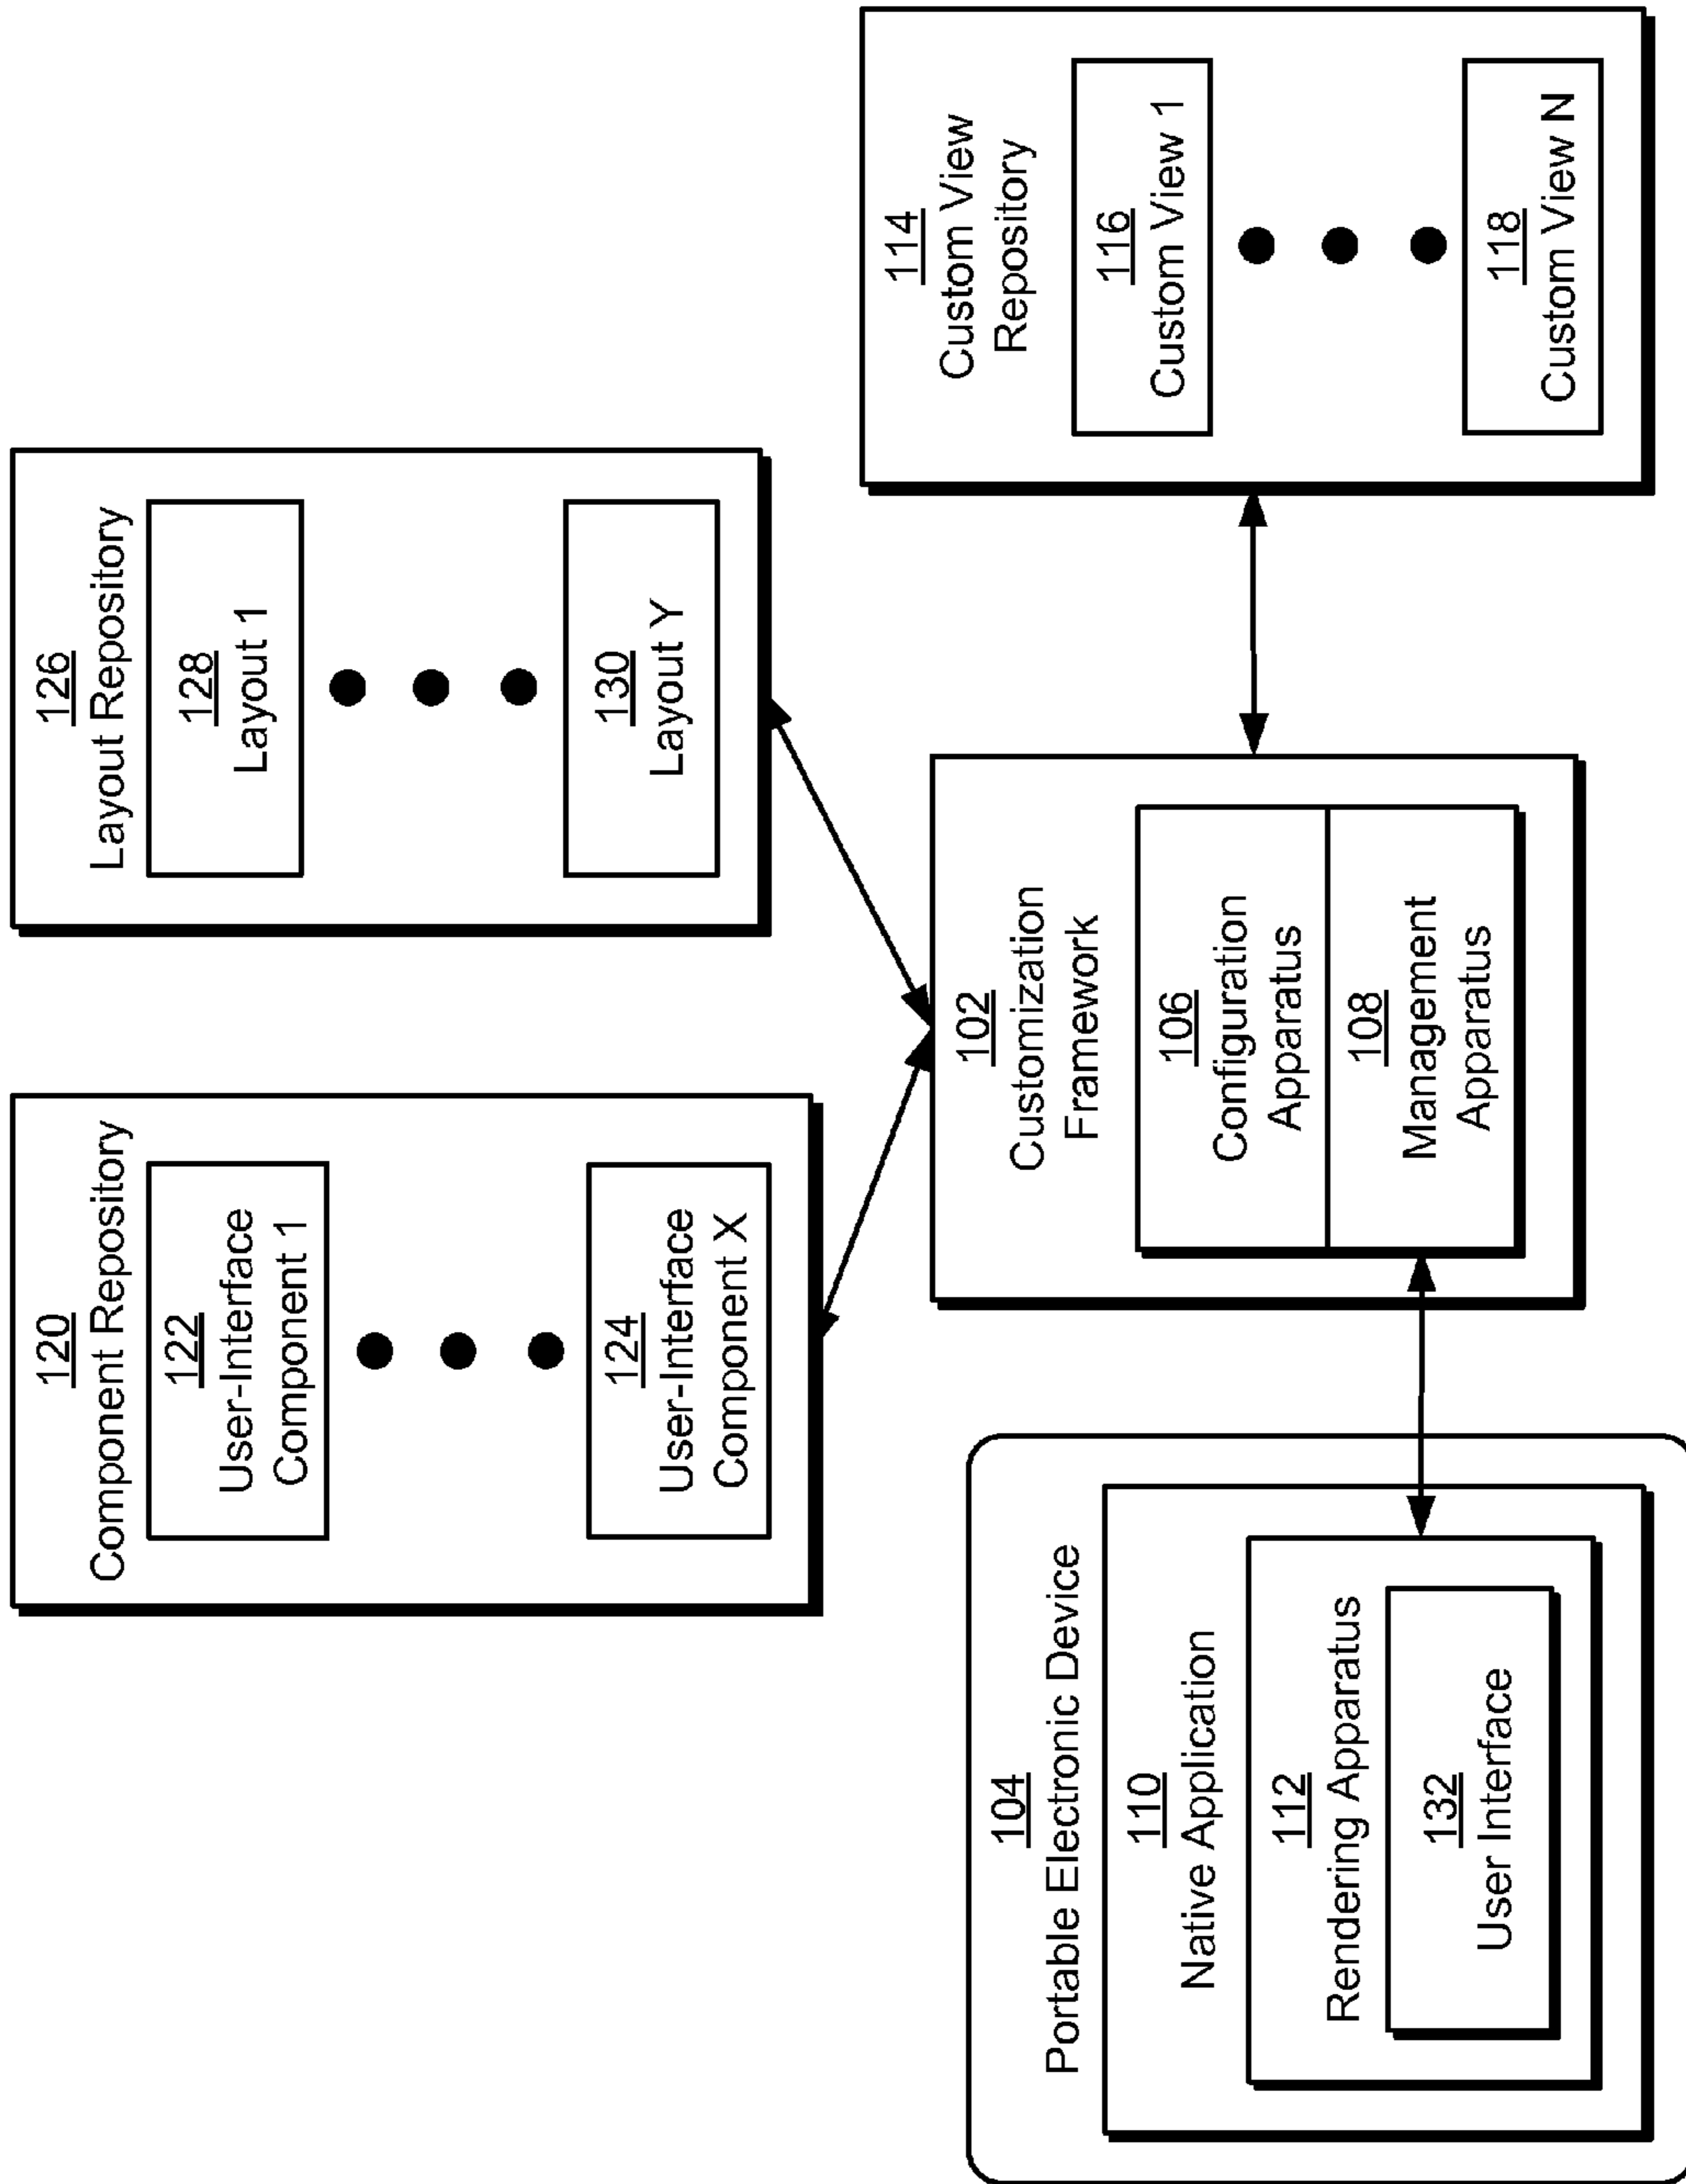 120
Component Repository
122
User-Interface
Component 1
124
User-Interface
Component X
126
Layout Repository
128
Layout 1
130
Layout Y
104
Portable Electronic Device
110
Native Application
112
Rendering Apparatus
132
User Interface
102
Customization
Framework
106
Configuration
Apparatus
108
Management
Apparatus
114
Custom View
Repository
116
Custom View 1
118
Custom View N